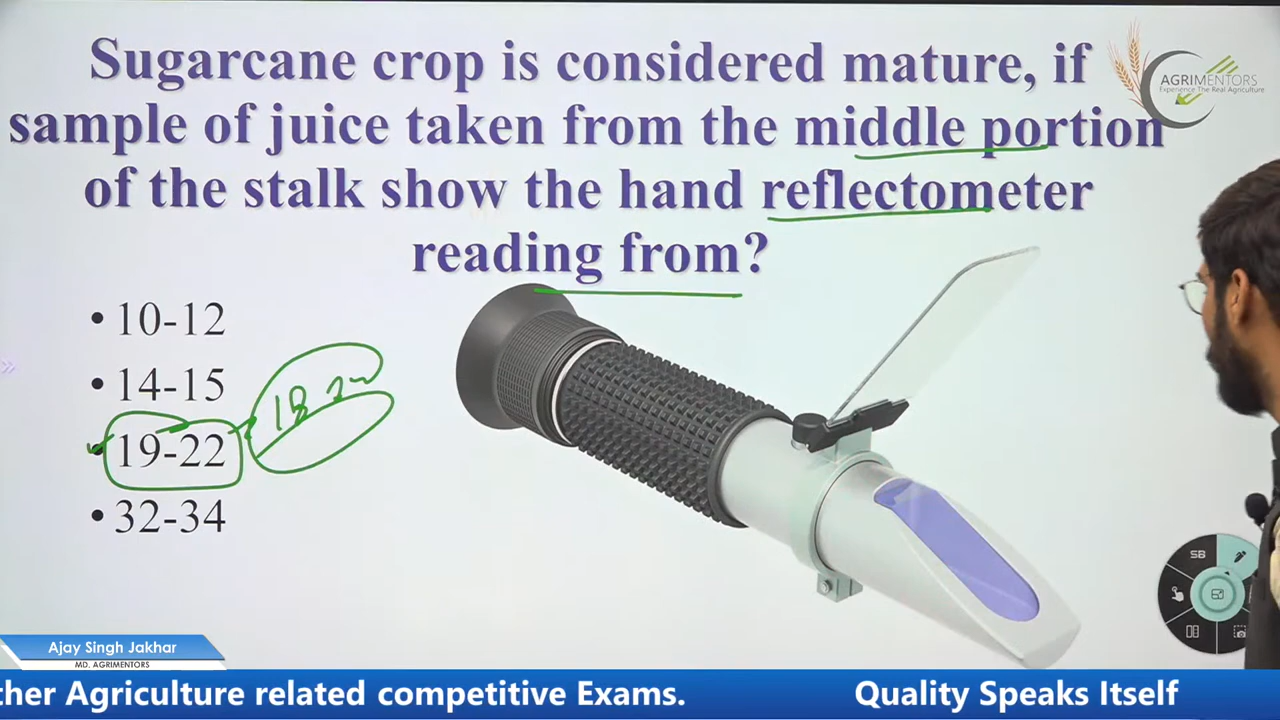 Sugarcane crop is considered mature, if
sample of juice taken from the middle portion
of the stalk show the hand reflectometer
reading from?
AGRIMENTORS
Experience The Real Agriculture
• 10-12
• 14-15
• 19-22
18
• 32-34
SB
Ajay Singh Jakhar
MD. AGRIMENTORS
ther Agriculture related competitive Exams. Quality Speaks Itself